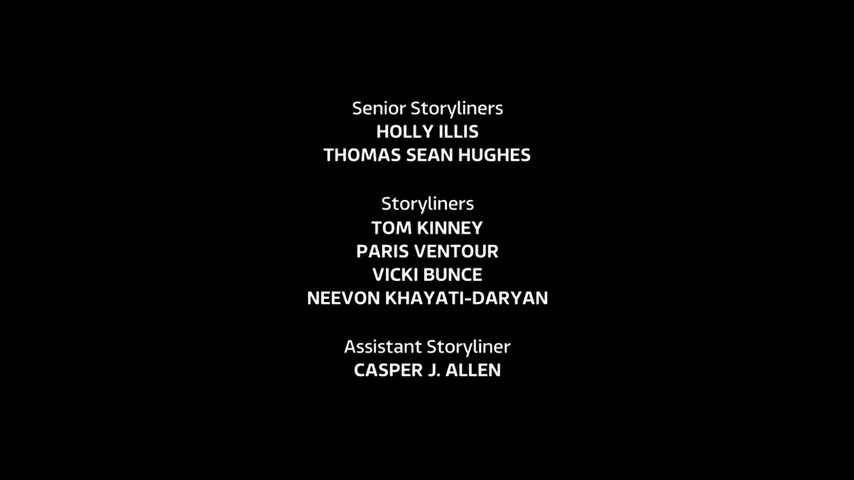 Senior Storyliners
HOLLY ILLIS
THOMAS SEAN HUGHES
Storyliners
TOM KINNEY
PARIS VENTOUR
VICKI BUNCE
NEEVON KHAYATI-DARYAN
Assistant Storyliner
CASPER J. ALLEN